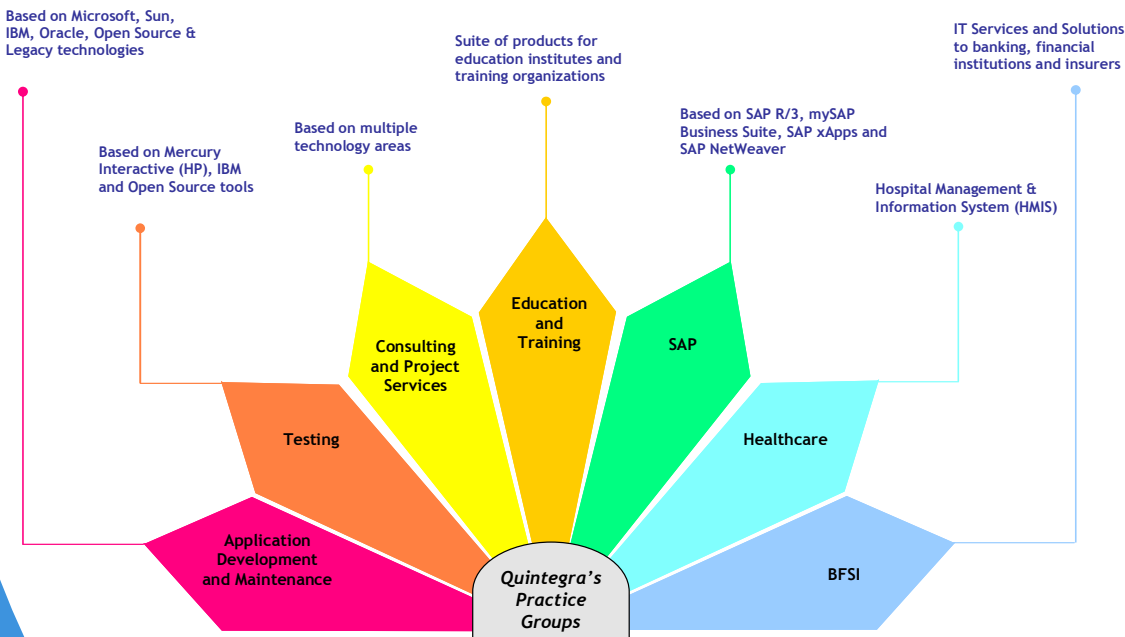 Based on Microsoft, Sun,
IBM, Oracle, Open Source &
Legacy technologies
Based on Mercury
Interactive (HP), IBM
and Open Source tools
Based on multiple
technology areas
Suite of products for
education institutes and
training organizations
Based on SAP R/3, mySAP
Business Suite, SAP xApps and
SAP NetWeaver
Hospital Management &
Information System (HMIS)
IT Services and Solutions
to banking, financial
institutions and insurers
Application
Development
and Maintenance
Testing
Consulting
and Project
Services
Education
and
Training
SAP
Healthcare
BFSI
Quintegra’s
Practice
Groups